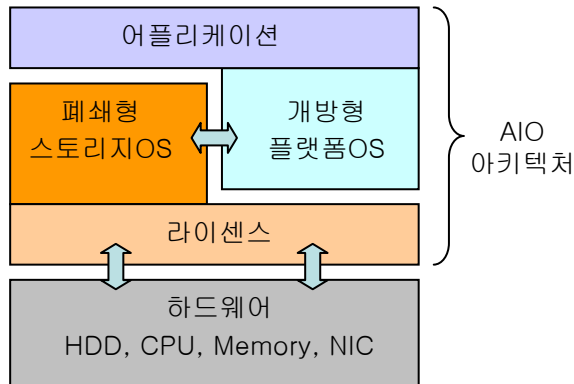 어플리케이션
폐쇄형
스토리지OS
개방형
플랫폼OS
AIO
아키텍처
라이센스
하드웨어
HDD, CPU, Memory, NIC